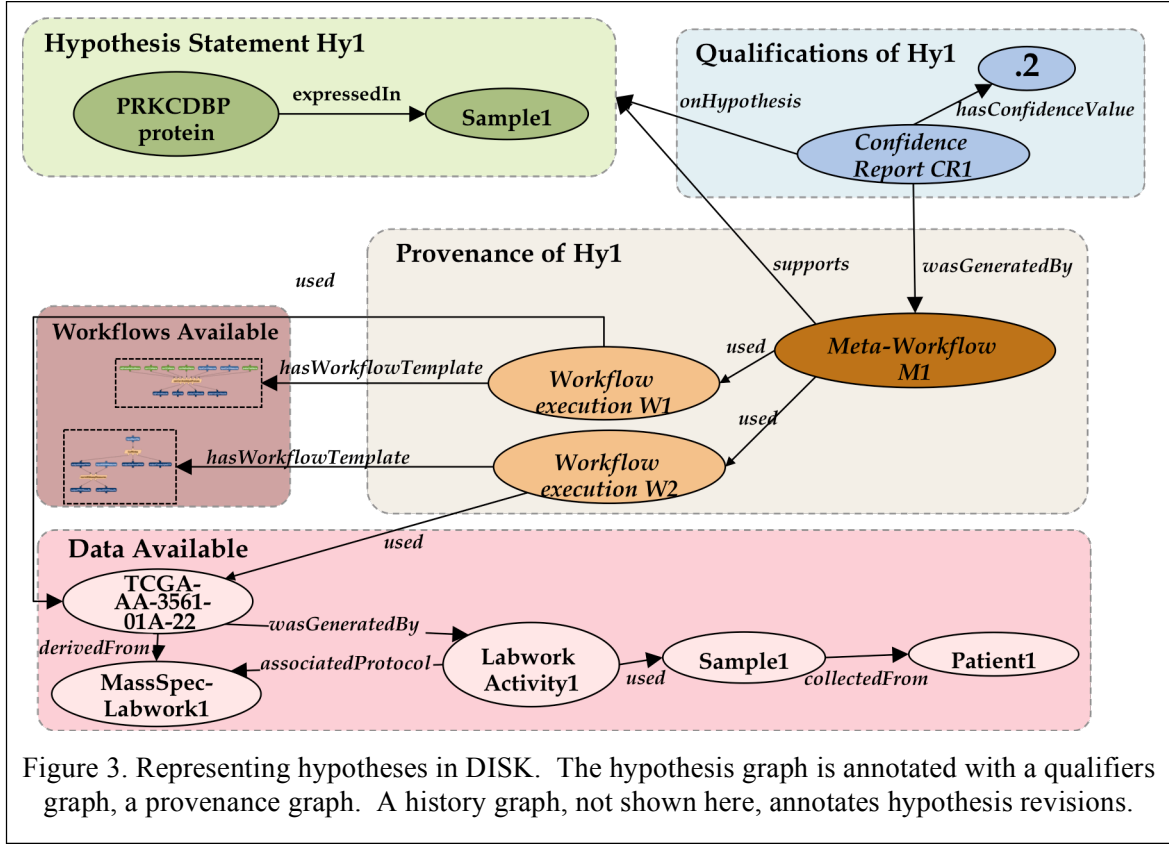 Hypothesis Statement Hy1
PRKCDBP
protein
expressedIn
Sample1
Qualifications of Hy1
.2
onHypothesis
hasConfidenceValue
Confidence
Report CR1
Provenance of Hy1
supports
wasGeneratedBy
used
Workflows Available
hasWorkflowTemplate
Workflow
execution W1
used
Meta-Workflow
M1
used
hasWorkflowTemplate
Workflow
execution W2
used
Data Available
TCGA-
AA-3561-
01A-22
wasGeneratedBy
derivedFrom
associatedProtocol
MassSpec-
Labwork1
Labwork
Activity1
used
Sample1
collectedFrom
Patient1
Figure 3. Representing hypotheses in DISK. The hypothesis graph is annotated with a qualifiers
graph, a provenance graph. A history graph, not shown here, annotates hypothesis revisions.